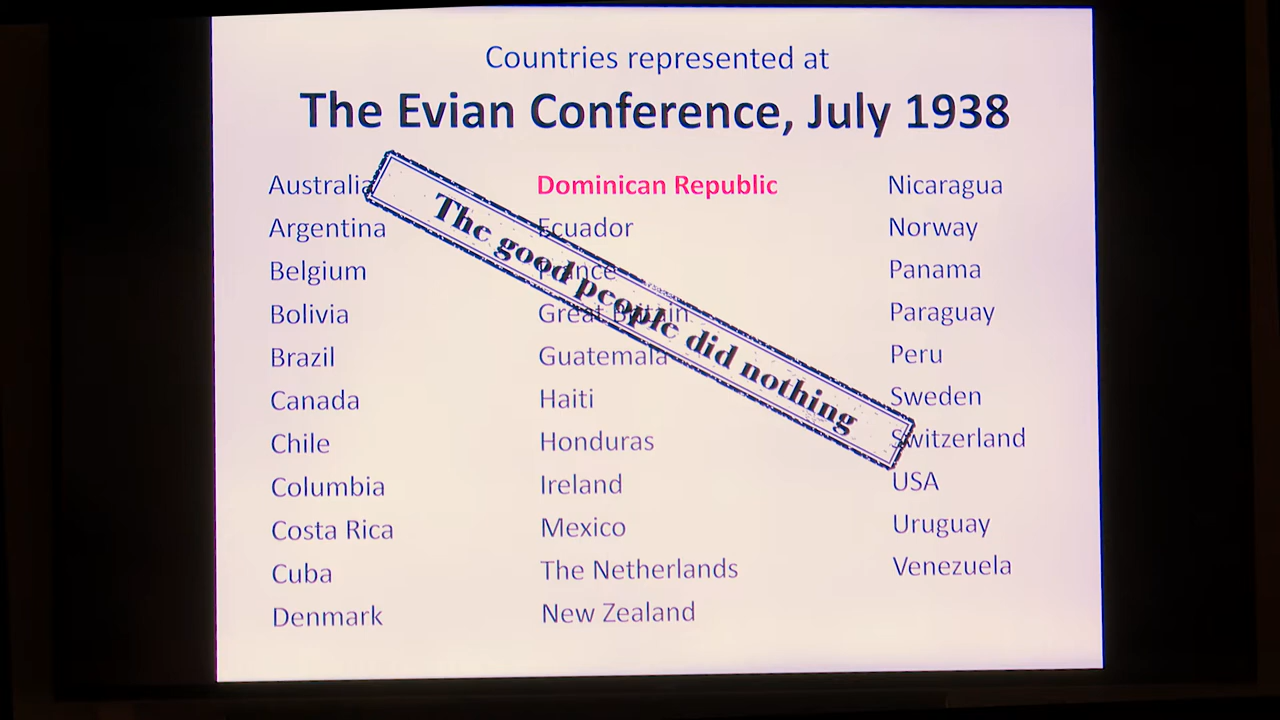 Countries represented at
The Evian Conference, July 1938
Australia
Argentina
Belgium
Bolivia
Brazil
Canada
Chile
Columbia
Costa Rica
Cuba
Denmark
Dominican Republic
Ecuador
France
Great Britain
Guatemala
Haiti
Honduras
Ireland
Mexico
The Netherlands
New Zealand
Nicaragua
Norway
Panama
Paraguay
Peru
Sweden
Switzerland
USA
Uruguay
Venezuela
The good people did nothing